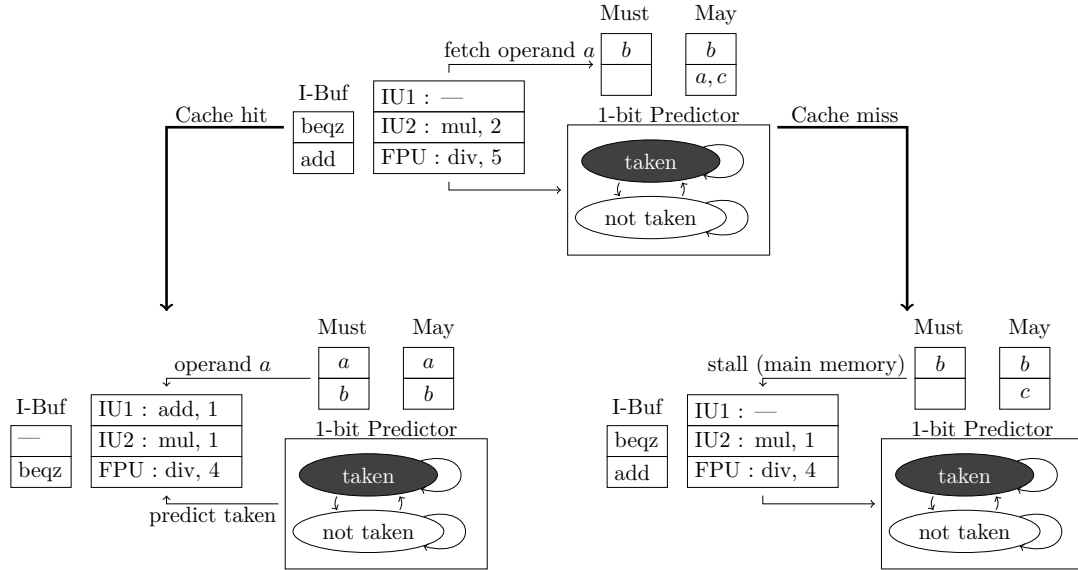 Must May
fetch operand a b b
a, c
I-Buf IU1 : —
Cache hit beqz IU2 : mul, 2 1-bit Predictor Cache miss
add FPU : div, 5 taken
not taken
Must May
operand a a a
b b
I-Buf IU1 : add, 1
— IU2 : mul, 1 1-bit Predictor
beqz FPU : div, 4 taken
predict taken not taken
Must May
stall (main memory) b b
c
I-Buf IU1 : —
beqz IU2 : mul, 1 1-bit Predictor
add FPU : div, 4 taken
not taken